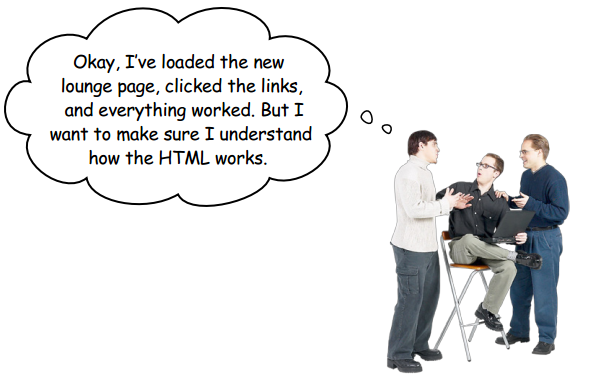 Okay, I've loaded the new
lounge page, clicked the links,
and everything worked. But I
want to make sure I understand
how the HTML works.